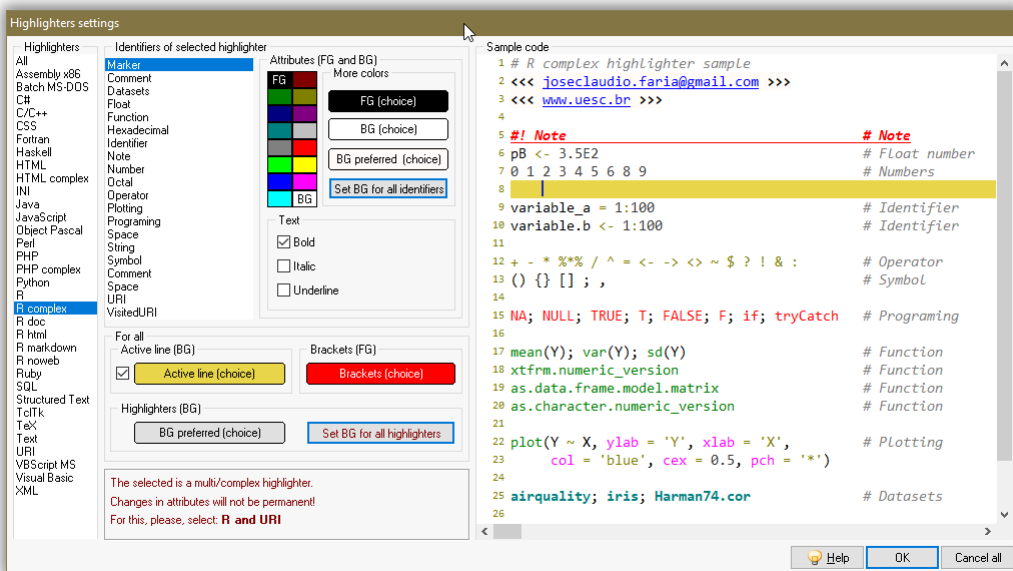 Highlighters settings
Highlighters
All
Assembly x86
Batch MS-DOS
C#
C/C++
CSS
Fortran
Haskell
HTML
HTML complex
INI
Java
JavaScript
Object Pascal
Perl
PHP
PHP complex
Python
R
R complex
R doc
R html
R markdown
R noweb
Ruby
SQL
Structured Text
TclTk
TeX
Text
URI
VBScript MS
Visual Basic
XML
Identifiers of selected highlighter
Marker
Comment
Datasets
Float
Function
Hexadecimal
Identifier
Note
Number
Octal
Operator
Plotting
Programing
Space
String
Symbol
Comment
Space
URI
VisitedURI
Attributes (FG and BG)
FG
BG
More colors
FG (choice)
BG (choice)
BG preferred (choice)
Set BG for all identifiers
Text
Bold
Italic
Underline
For all
Active line (BG)
Active line (choice)
Brackets (FG)
Brackets (choice)
Highlighters (BG)
BG preferred (choice)
Set BG for all highlighters
The selected is a multi/complex highlighter.
Changes in attributes will not be permanent!
For this, please, select: R and URI
Sample code
1 # R complex highlighter sample
2 <<< joseclaudio.faria@gmail.com >>>
3 <<< www.uesc.br >>>
4
5 #! Note # Note
6 pB <- 3.5E2 # Float number
7 0 1 2 3 4 5 6 8 9 # Numbers
8
9 variable_a = 1:100 # Identifier
10 variable.b <- 1:100 # Identifier
11
12 + - * %*% / ^ = <- -> <> ~ $ ? ! & : # Operator
13 () {} [] ; , # Symbol
14
15 NA; NULL; TRUE; T; FALSE; F; if; tryCatch # Programing
16
17 mean(Y); var(Y); sd(Y) # Function
18 xtfrm.numeric_version # Function
19 as.data.frame.model.matrix # Function
20 as.character.numeric_version # Function
21
22 plot(Y ~ X, ylab = 'Y', xlab = 'X', # Plotting
23 col = 'blue', cex = 0.5, pch = '*')
24
25 airquality; iris; Harman74.cor # Datasets
26
Help
OK
Cancel all